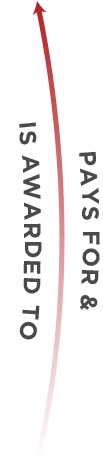 PAYS FOR &
IS AWARDED TO